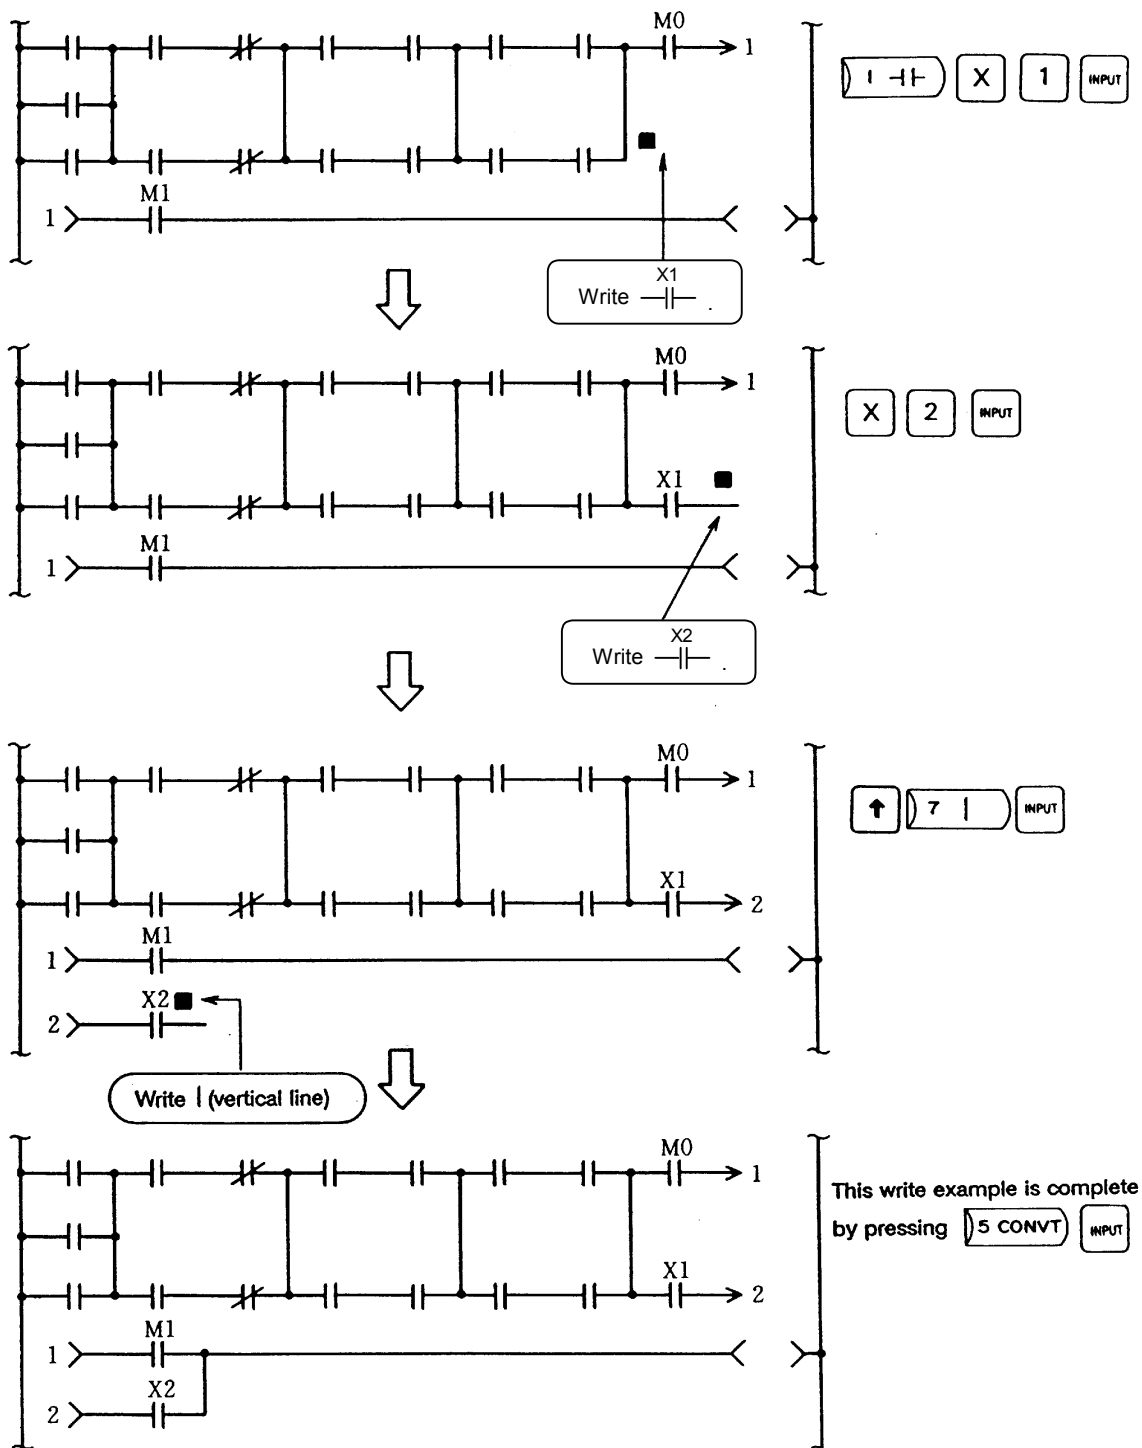 M0
1
1 X 1 INPUT
M1
1
X1
Write .
M0
1
X 2 INPUT
X1
M1
1
X2
Write .
M0
1
↑ 7 | INPUT
X1
2
M1
1
X2
2
Write | (vertical line)
M0
1
This write example is complete
by pressing 5 CONVT INPUT
X1
2
M1
1
X2
2